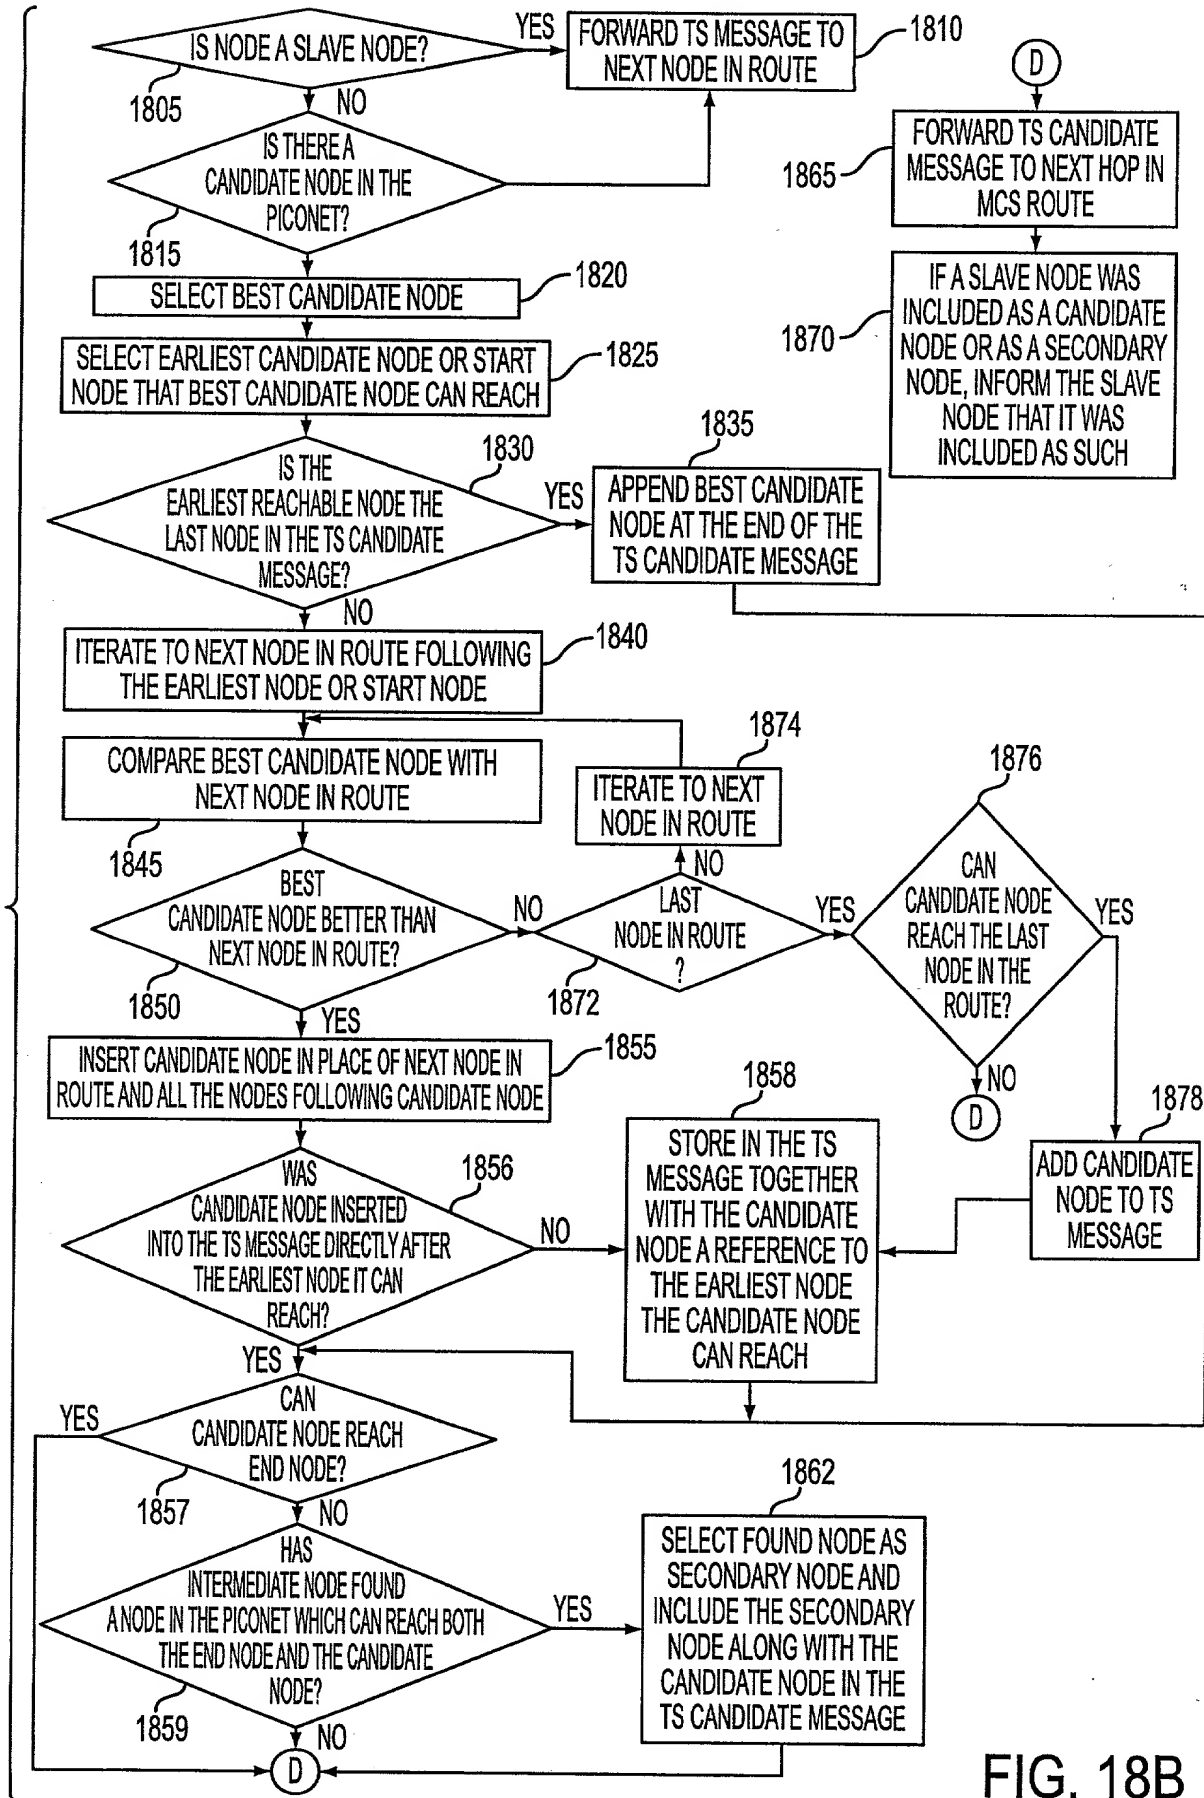 IS NODE A SLAVE NODE?
1805
YES
FORWARD TS MESSAGE TO
NEXT NODE IN ROUTE
1810
NO
IS THERE A
CANDIDATE NODE IN THE
PICONET?
1815
SELECT BEST CANDIDATE NODE
1820
SELECT EARLIEST CANDIDATE NODE OR START
NODE THAT BEST CANDIDATE NODE CAN REACH
1825
IS THE
EARLIEST REACHABLE NODE THE
LAST NODE IN THE TS CANDIDATE
MESSAGE?
1830
YES
APPEND BEST CANDIDATE
NODE AT THE END OF THE
TS CANDIDATE MESSAGE
1835
NO
ITERATE TO NEXT NODE IN ROUTE FOLLOWING
THE EARLIEST NODE OR START NODE
1840
COMPARE BEST CANDIDATE NODE WITH
NEXT NODE IN ROUTE
1845
BEST
CANDIDATE NODE BETTER THAN
NEXT NODE IN ROUTE?
1850
NO
LAST
NODE IN ROUTE
?
1872
NO
ITERATE TO NEXT
NODE IN ROUTE
1874
YES
CAN
CANDIDATE NODE
REACH THE LAST
NODE IN THE
ROUTE?
1876
YES
NO
D
ADD CANDIDATE
NODE TO TS
MESSAGE
1878
YES
INSERT CANDIDATE NODE IN PLACE OF NEXT NODE IN
ROUTE AND ALL THE NODES FOLLOWING CANDIDATE NODE
1855
WAS
CANDIDATE NODE INSERTED
INTO THE TS MESSAGE DIRECTLY AFTER
THE EARLIEST NODE IT CAN
REACH?
1856
NO
STORE IN THE TS
MESSAGE TOGETHER
WITH THE CANDIDATE
NODE A REFERENCE TO
THE EARLIEST NODE
THE CANDIDATE NODE
CAN REACH
1858
YES
CAN
CANDIDATE NODE REACH
END NODE?
1857
YES
NO
HAS
INTERMEDIATE NODE FOUND
A NODE IN THE PICONET WHICH CAN REACH BOTH
THE END NODE AND THE CANDIDATE
NODE?
1859
YES
SELECT FOUND NODE AS
SECONDARY NODE AND
INCLUDE THE SECONDARY
NODE ALONG WITH THE
CANDIDATE NODE IN THE
TS CANDIDATE MESSAGE
1862
NO
D
D
FORWARD TS CANDIDATE
MESSAGE TO NEXT HOP IN
MCS ROUTE
1865
IF A SLAVE NODE WAS
INCLUDED AS A CANDIDATE
NODE OR AS A SECONDARY
NODE, INFORM THE SLAVE
NODE THAT IT WAS
INCLUDED AS SUCH
1870
FIG. 18B